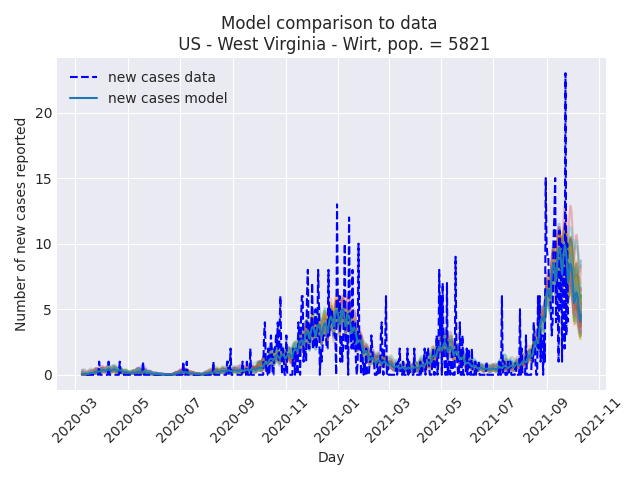 Model comparison to data
US - West Virginia - Wirt, pop. = 5821
new cases data
new cases model
Number of new cases reported
20
15
10
5
0
2020-03
2020-05
2020-07
2020-09
2020-11
2021-01
2021-03
2021-05
2021-07
2021-09
2021-11
Day